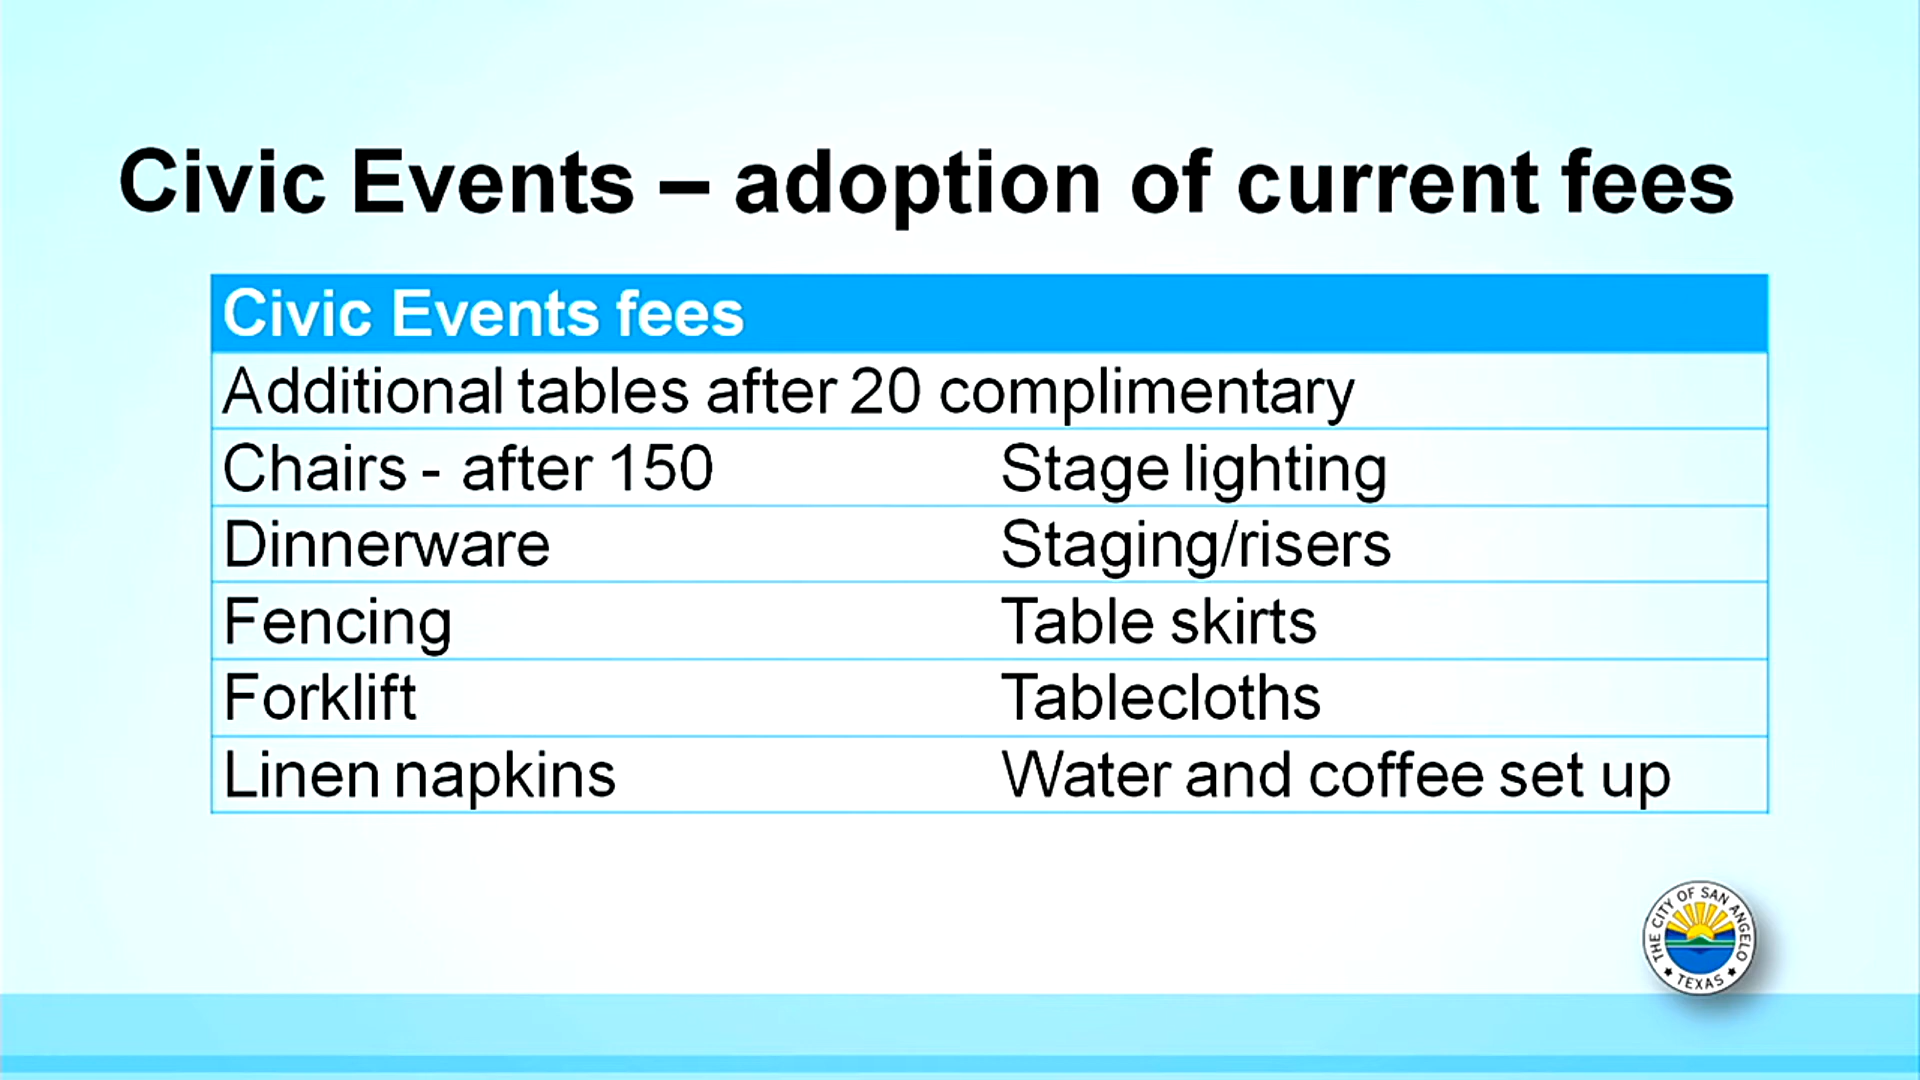 Civic Events – adoption of current fees
Civic Events fees
Additional tables after 20 complimentary
Chairs - after 150 Stage lighting
Dinnerware Staging/risers
Fencing Table skirts
Forklift Tablecloths
Linen napkins Water and coffee set up
THE CITY OF SAN ANGELO
TEXAS